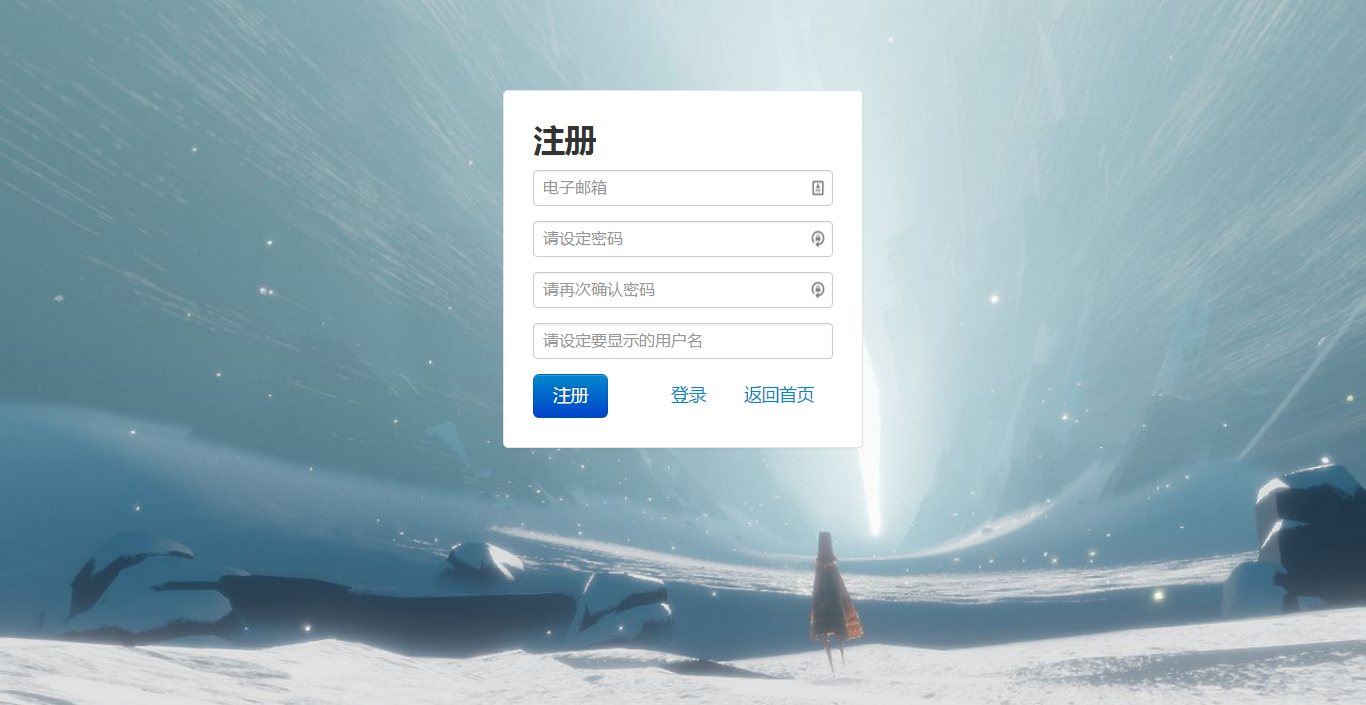 注册
电子邮箱
请设定密码
请再次确认密码
请设定要显示的用户名
注册 登录 返回首页